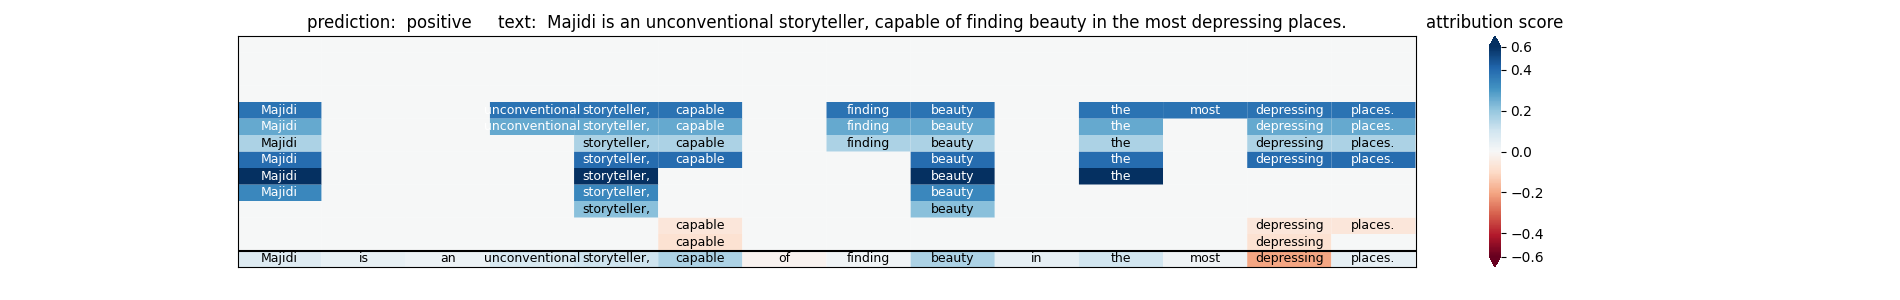 prediction: positive text: Majidi is an unconventional storyteller, capable of finding beauty in the most depressing places. attribution score
0.6
0.4
Majidi unconventional storyteller, capable finding beauty the most depressing places.
0.2
Majidi unconventional storyteller, capable finding beauty the depressing places.
Majidi storyteller, capable finding beauty the depressing places.
0.0
Majidi storyteller, capable beauty the depressing places.
Majidi storyteller, beauty the
Majidi storyteller, beauty
−0.2
storyteller, beauty
capable depressing places.
−0.4
capable depressing
Majidi is an unconventional storyteller, capable of finding beauty in the most depressing places.
−0.6